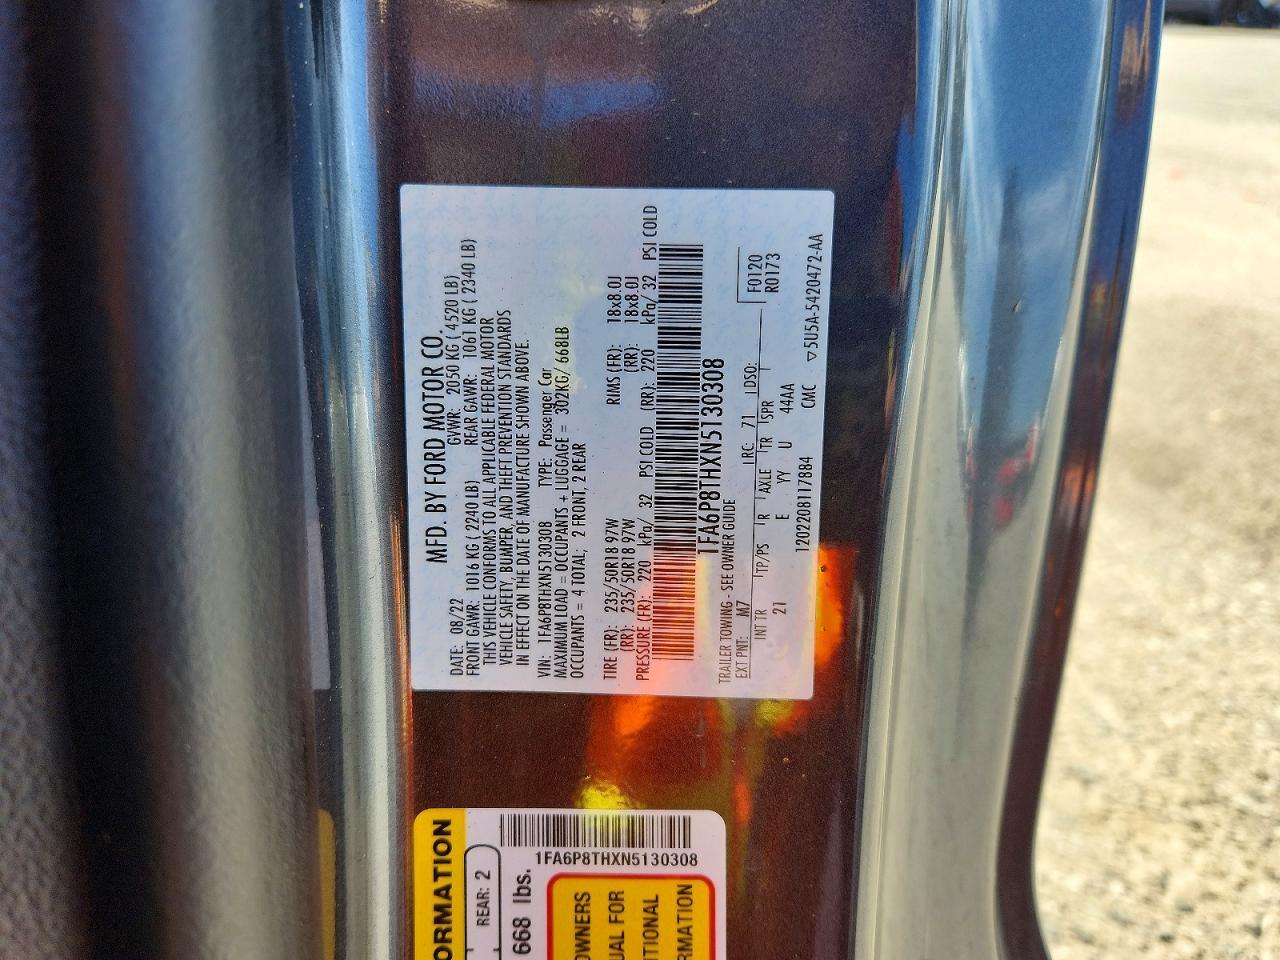 MFD. BY FORD MOTOR CO.
DATE: 08/22 GVWR: 2050 KG ( 4520 LB)
FRONT GAWR: 1016 KG ( 2240 LB) REAR GAWR: 1061 KG ( 2340 LB)
THIS VEHICLE CONFORMS TO ALL APPLICABLE FEDERAL MOTOR
VEHICLE SAFETY, BUMPER, AND THEFT PREVENTION STANDARDS
IN EFFECT ON THE DATE OF MANUFACTURE SHOWN ABOVE.
VIN: 1FA6P8THXN5130308 TYPE: Passenger Car
MAXIMUM LOAD = OCCUPANTS + LUGGAGE = 302KG/ 668LB
OCCUPANTS = 4 TOTAL; 2 FRONT, 2 REAR
TIRE (FR): 235/50R18 97W RIMS (FR): 18x8.0J
(RR): 235/50R18 97W (RR): 18x8.0J
PRESSURE (FR): 220 kPa/ 32 PSI COLD (RR): 220 kPa/ 32 PSI COLD
1FA6P8THXN5130308
TRAILER TOWING - SEE OWNER GUIDE F0120
EXT PNT: M7 RC: 71 DSO: R0173
INT TR TP/PS R AXLE TR SPR
21 E YY U 44AA
1202208117884 CMC ▽5U5A-5420472-AA
ORMATION
REAR: 2
668 lbs.
1FA6P8THXN5130308
OWNERS
UAL FOR
ITIONAL
RMATION